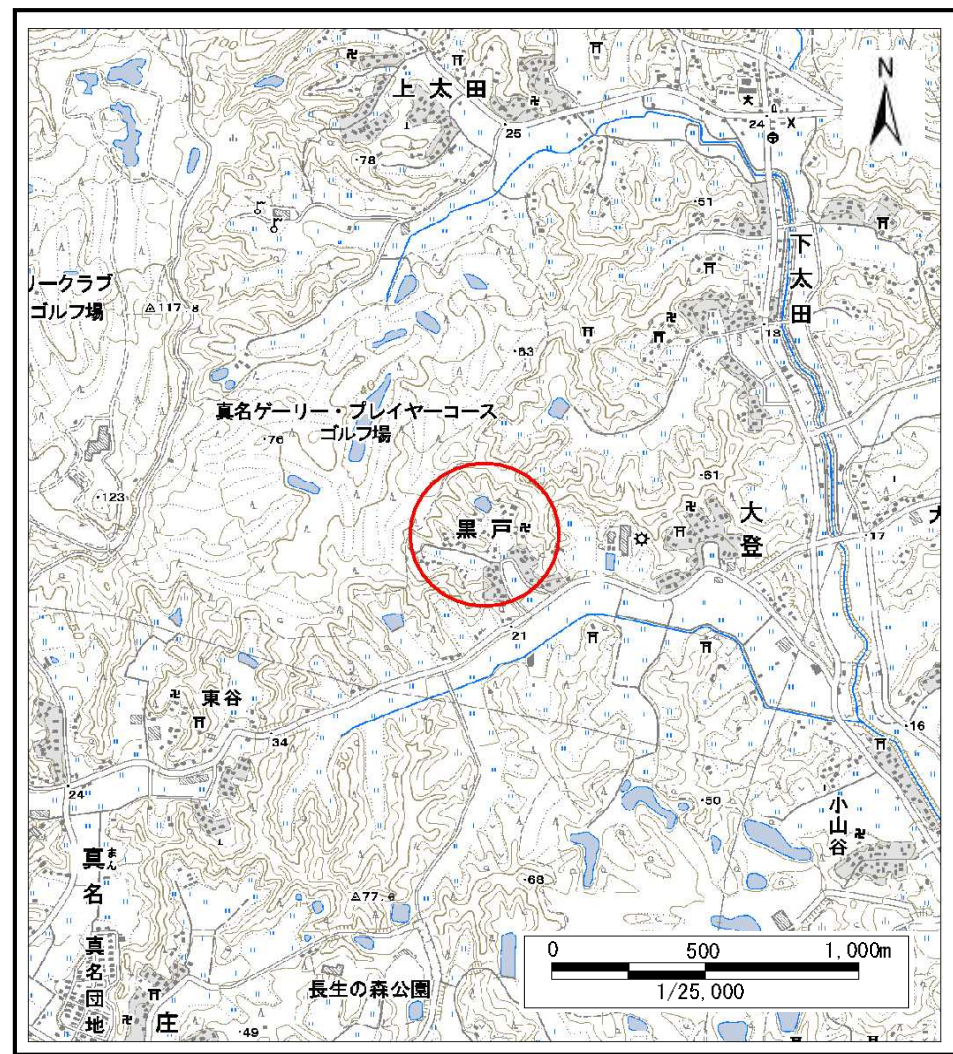 N
上太田
25
24
78
51
下太田
リークラブ
ゴルフ場
117.8
18
63
真名ゲーリー・プレイヤーコース
ゴルフ場
76
61
123
黒戸
大登
大
17
21
東谷
34
16
24
50
小山谷
まん
真名
68
77.6
真名団地
長生の森公園
庄
49
0 500 1,000m
1/25,000